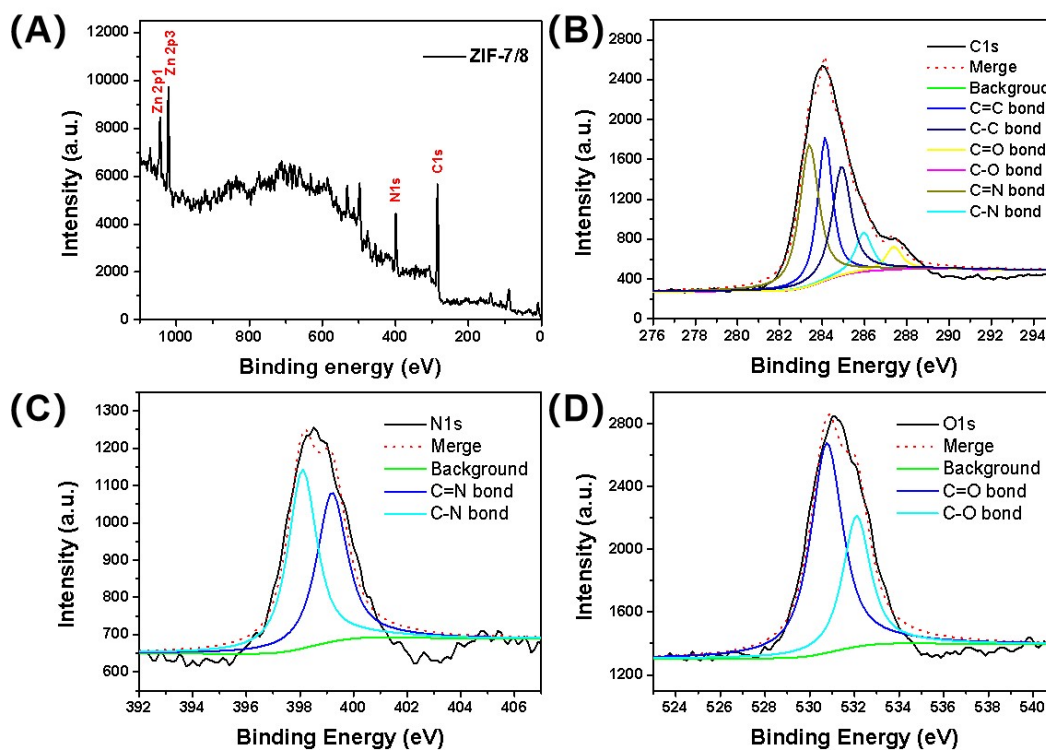 (A)
12000
10000
8000
6000
4000
2000
0
Intensity (a.u.)
Zn 2p1
Zn 2p3
ZIF-7/8
N1s
C1s
1000 800 600 400 200 0
Binding energy (eV)
(B)
2800
2400
2000
1600
1200
800
400
0
Intensity (a.u.)
C1s
Merge
Background
C=C bond
C-C bond
C=O bond
C-O bond
C=N bond
C-N bond
276 278 280 282 284 286 288 290 292 294
Binding Energy (eV)
(C)
1300
1200
1100
1000
900
800
700
600
Intensity (a.u.)
N1s
Merge
Background
C=N bond
C-N bond
392 394 396 398 400 402 404 406
Binding Energy (eV)
(D)
2800
2400
2000
1600
1200
Intensity (a.u.)
O1s
Merge
Background
C=O bond
C-O bond
524 526 528 530 532 534 536 538 540
Binding Energy (eV)